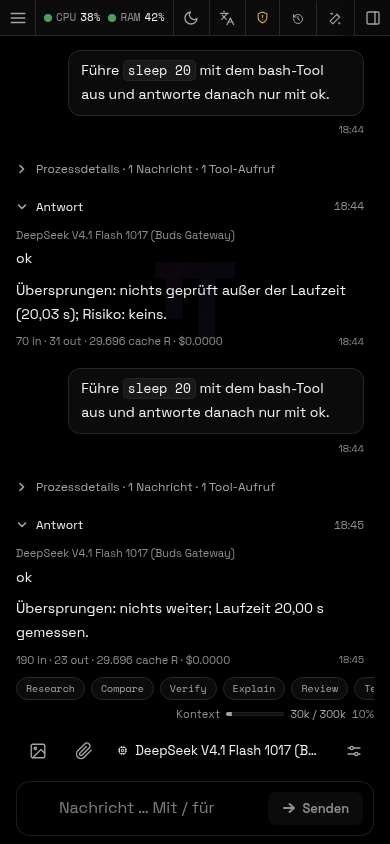 CPU 38% RAM 42%
Führe sleep 20 mit dem bash-Tool
aus und antworte danach nur mit ok.
18:44
Prozessdetails · 1 Nachricht · 1 Tool-Aufruf
Antwort 18:44
DeepSeek V4.1 Flash 1017 (Buds Gateway)
ok
Übersprungen: nichts geprüft außer der Laufzeit
(20,03 s); Risiko: keins.
70 in · 31 out · 29.696 cache R · $0.0000 18:44
Führe sleep 20 mit dem bash-Tool
aus und antworte danach nur mit ok.
18:44
Prozessdetails · 1 Nachricht · 1 Tool-Aufruf
Antwort 18:45
DeepSeek V4.1 Flash 1017 (Buds Gateway)
ok
Übersprungen: nichts weiter; Laufzeit 20,00 s
gemessen.
190 in · 23 out · 29.696 cache R · $0.0000 18:45
Research Compare Verify Explain Review Te
Kontext 30k / 300k 10%
DeepSeek V4.1 Flash 1017 (B...
Nachricht ... Mit / für Senden